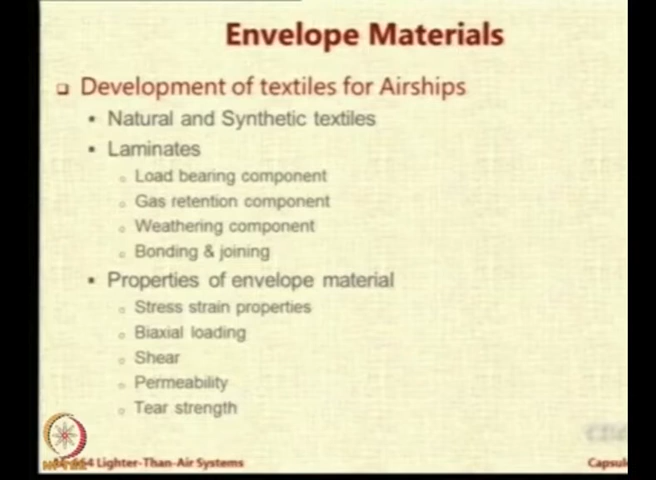 Envelope Materials
Development of textiles for Airships
Natural and Synthetic textiles
Laminates
Load bearing component
Gas retention component
Weathering component
Bonding & joining
Properties of envelope material
Stress strain properties
Biaxial loading
Shear
Permeability
Tear strength
Lighter-Than-Air Systems